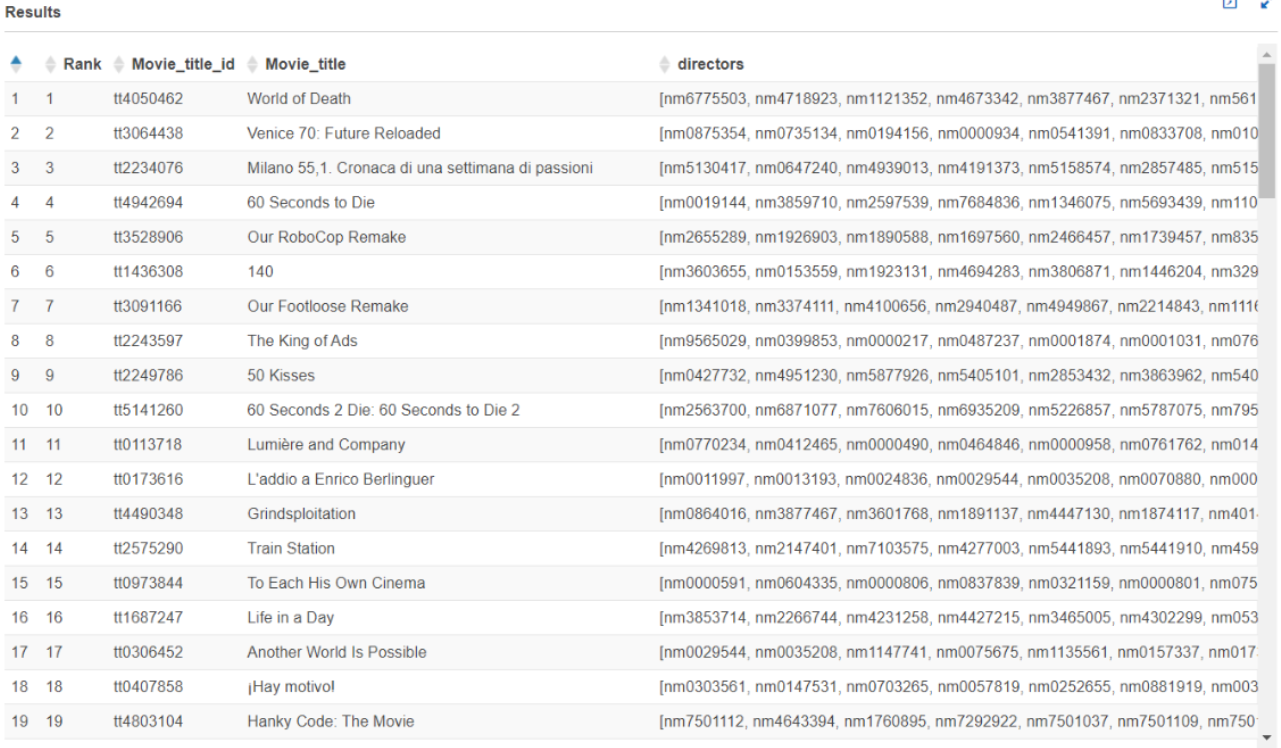 Results
Rank Movie_title_id Movie_title directors
1 1 tt4050462 World of Death [nm6775503, nm4718923, nm1121352, nm4673342, nm3877467, nm2371321, nm561
2 2 tt3064438 Venice 70: Future Reloaded [nm0875354, nm0735134, nm0194156, nm0000934, nm0541391, nm0833708, nm010
3 3 tt2234076 Milano 55,1. Cronaca di una settimana di passioni [nm5130417, nm0647240, nm4939013, nm4191373, nm5158574, nm2857485, nm515
4 4 tt4942694 60 Seconds to Die [nm0019144, nm3859710, nm2597539, nm7684836, nm1346075, nm5693439, nm110
5 5 tt3528906 Our RoboCop Remake [nm2655289, nm1926903, nm1890588, nm1697560, nm2466457, nm1739457, nm835
6 6 tt1436308 140 [nm3603655, nm0153559, nm1923131, nm4694283, nm3806871, nm1446204, nm329
7 7 tt3091166 Our Footloose Remake [nm1341018, nm3374111, nm4100656, nm2940487, nm4949867, nm2214843, nm1116
8 8 tt2243597 The King of Ads [nm9565029, nm0399853, nm0000217, nm0487237, nm0001874, nm0001031, nm076
9 9 tt2249786 50 Kisses [nm0427732, nm4951230, nm5877926, nm5405101, nm2853432, nm3863962, nm540
10 10 tt5141260 60 Seconds 2 Die: 60 Seconds to Die 2 [nm2563700, nm6871077, nm7606015, nm6935209, nm5226857, nm5787075, nm795
11 11 tt0113718 Lumière and Company [nm0770234, nm0412465, nm0000490, nm0464846, nm0000958, nm0761762, nm014
12 12 tt0173616 L'addio a Enrico Berlinguer [nm0011997, nm0013193, nm0024836, nm0029544, nm0035208, nm0070880, nm000
13 13 tt4490348 Grindsploitation [nm0864016, nm3877467, nm3601768, nm1891137, nm4447130, nm1874117, nm401
14 14 tt2575290 Train Station [nm4269813, nm2147401, nm7103575, nm4277003, nm5441893, nm5441910, nm459
15 15 tt0973844 To Each His Own Cinema [nm0000591, nm0604335, nm0000806, nm0837839, nm0321159, nm0000801, nm075
16 16 tt1687247 Life in a Day [nm3853714, nm2266744, nm4231258, nm4427215, nm3465005, nm4302299, nm053
17 17 tt0306452 Another World Is Possible [nm0029544, nm0035208, nm1147741, nm0075675, nm1135561, nm0157337, nm017
18 18 tt0407858 ¡Hay motivo! [nm0303561, nm0147531, nm0703265, nm0057819, nm0252655, nm0881919, nm003
19 19 tt4803104 Hanky Code: The Movie [nm7501112, nm4643394, nm1760895, nm7292922, nm7501037, nm7501109, nm750